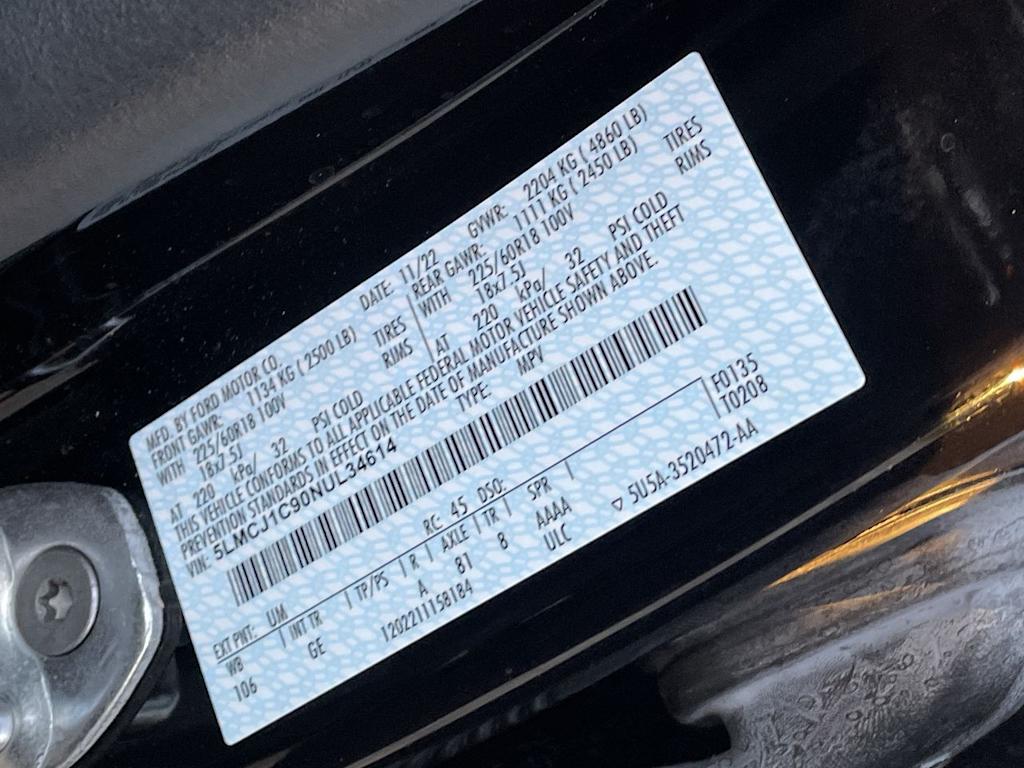 MFD. BY FORD MOTOR CO.
DATE: 11/22 GVWR: 2204 KG ( 4860 LB)
FRONT GAWR: 1134 KG ( 2500 LB) REAR GAWR: 1111 KG ( 2450 LB)
WITH 225/60R18 100V TIRES WITH 225/60R18 100V TIRES
18x7.5J RIMS 18x7.5J RIMS
AT 220 kPa/ 32 PSI COLD AT 220 kPa/ 32 PSI COLD
THIS VEHICLE CONFORMS TO ALL APPLICABLE FEDERAL MOTOR VEHICLE SAFETY AND THEFT
PREVENTION STANDARDS IN EFFECT ON THE DATE OF MANUFACTURE SHOWN ABOVE.
VIN: 5LMCJ1C90NUL34614 TYPE: MPV
EXT PNT: UM RC: 45 DSO: F0135
WB INT TR TP/PS R AXLE TR SPR T0208
106 GE A 81 8 AAAA
1202211158184 ULC
▽ 5U5A-3520472-AA